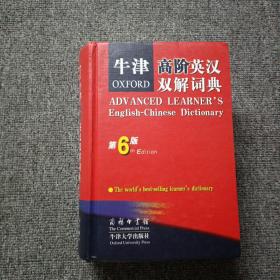 牛津 高阶英汉
OXFORD 双解词典
ADVANCED LEARNER'S
English-Chinese Dictionary
第6版
th Edition
The world's best-selling learner's dictionary
商务印书馆
The Commercial Press
牛津大学出版社
Oxford University Press